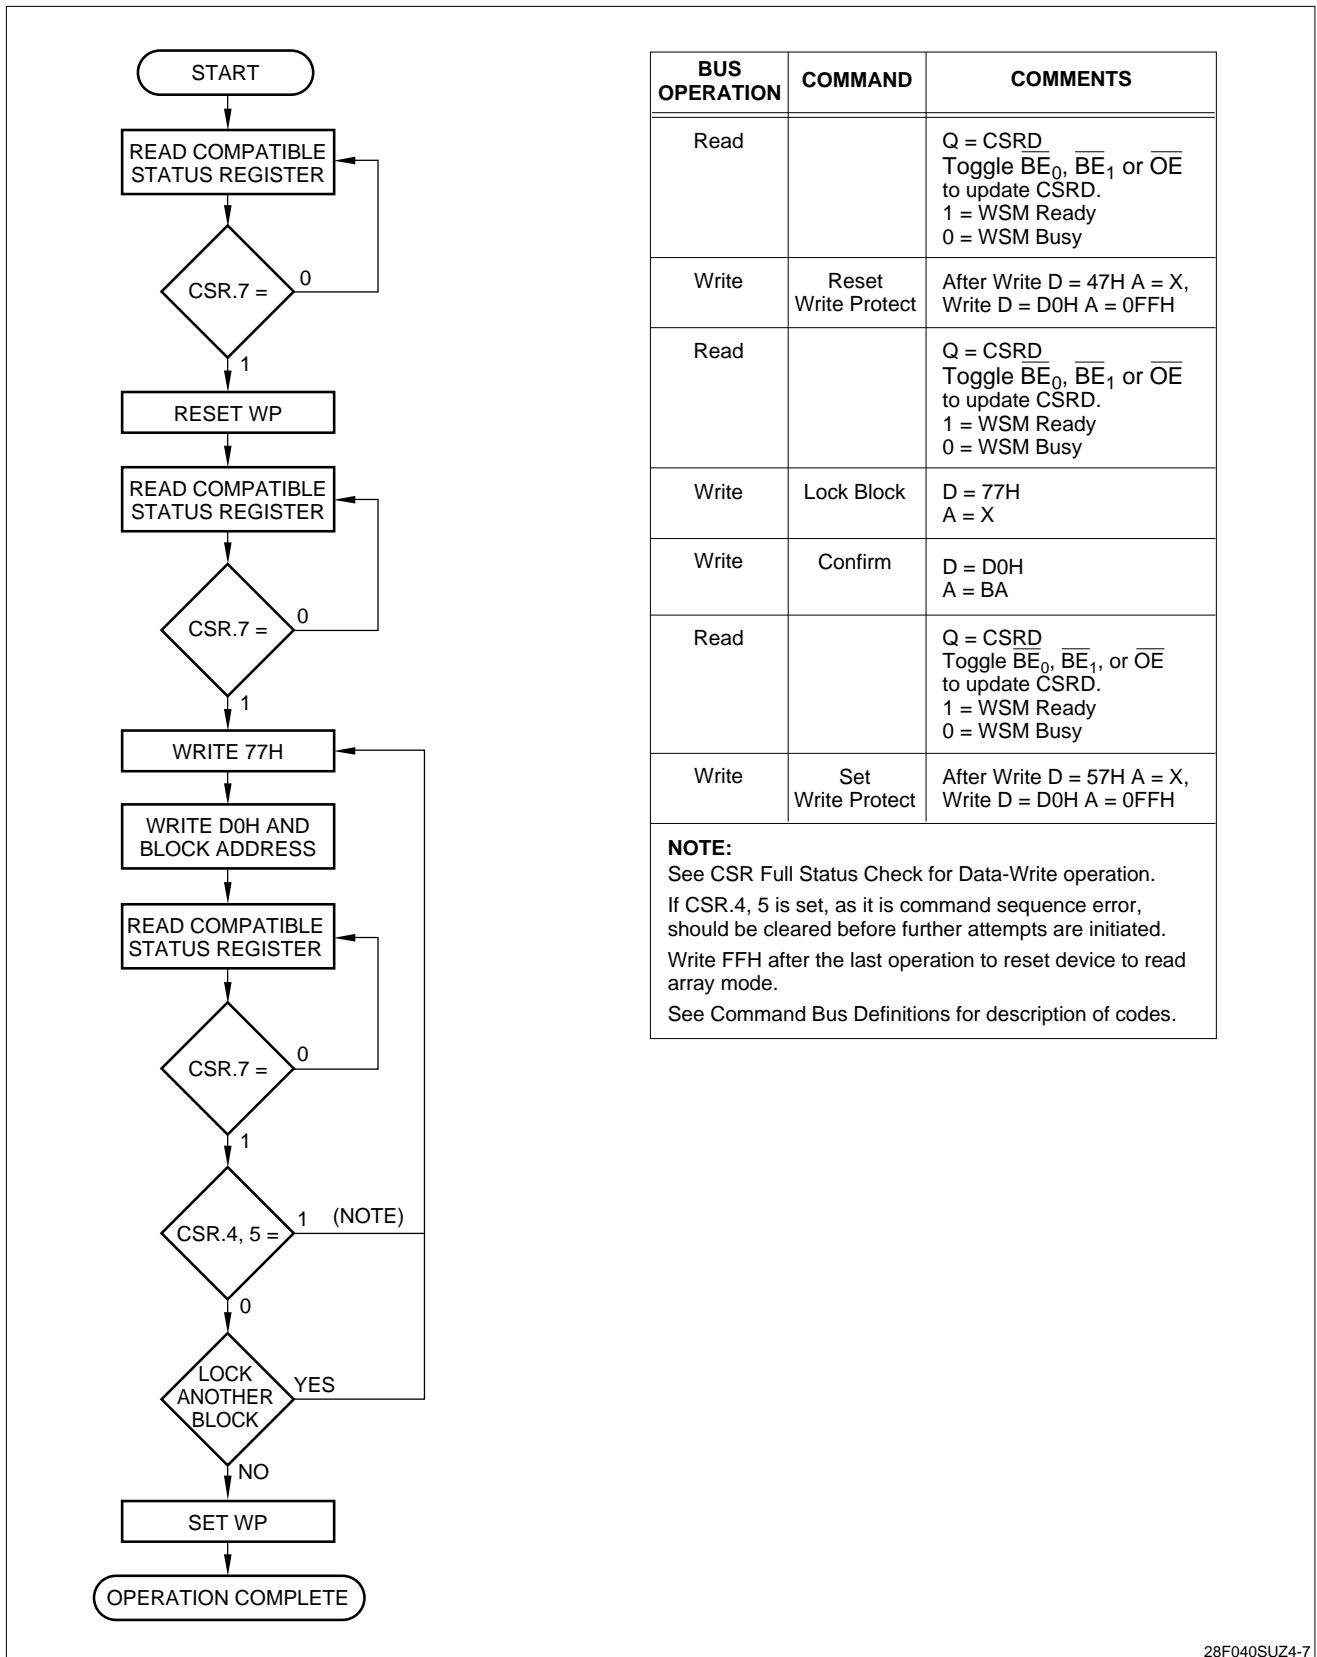 START
READ COMPATIBLE
STATUS REGISTER
CSR.7 =
0
1
RESET WP
READ COMPATIBLE
STATUS REGISTER
CSR.7 =
0
1
WRITE 77H
WRITE D0H AND
BLOCK ADDRESS
READ COMPATIBLE
STATUS REGISTER
CSR.7 =
0
1
CSR.4, 5 =
1 (NOTE)
0
LOCK
ANOTHER
BLOCK
YES
NO
SET WP
OPERATION COMPLETE
BUS
OPERATION
COMMAND
COMMENTS
Read
Q = CSRD
Toggle B̅E̅₀, B̅E̅₁ or O̅E̅
to update CSRD.
1 = WSM Ready
0 = WSM Busy
Write
Reset
Write Protect
After Write D = 47H A = X,
Write D = D0H A = 0FFH
Read
Q = CSRD
Toggle B̅E̅₀, B̅E̅₁ or O̅E̅
to update CSRD.
1 = WSM Ready
0 = WSM Busy
Write
Lock Block
D = 77H
A = X
Write
Confirm
D = D0H
A = BA
Read
Q = CSRD
Toggle B̅E̅₀, B̅E̅₁, or O̅E̅
to update CSRD.
1 = WSM Ready
0 = WSM Busy
Write
Set
Write Protect
After Write D = 57H A = X,
Write D = D0H A = 0FFH
NOTE:
See CSR Full Status Check for Data-Write operation.
If CSR.4, 5 is set, as it is command sequence error,
should be cleared before further attempts are initiated.
Write FFH after the last operation to reset device to read
array mode.
See Command Bus Definitions for description of codes.
28F040SUZ4-7